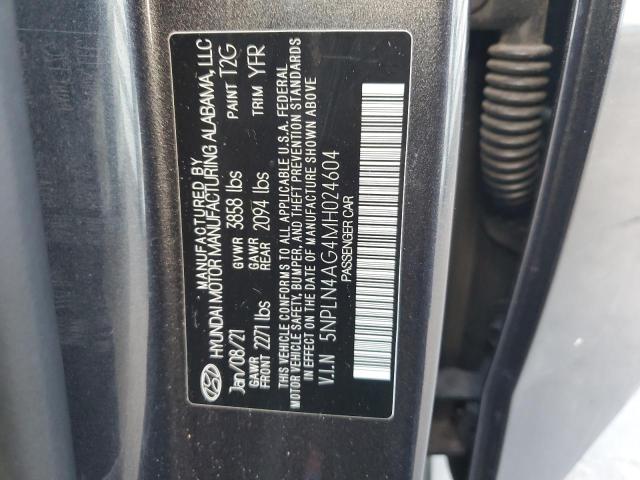 MANUFACTURED BY
HYUNDAI MOTOR MANUFACTURING ALABAMA, LLC
Jan/08/21 GVWR 3858 lbs PAINT T2G
GAWR FRONT 2271 lbs GAWR REAR 2094 lbs TRIM YFR
THIS VEHICLE CONFORMS TO ALL APPLICABLE U.S.A. FEDERAL
MOTOR VEHICLE SAFETY, BUMPER, AND THEFT PREVENTION STANDARDS
IN EFFECT ON THE DATE OF MANUFACTURE SHOWN ABOVE
V.I.N 5NPLN4AG4MH024604
PASSENGER CAR